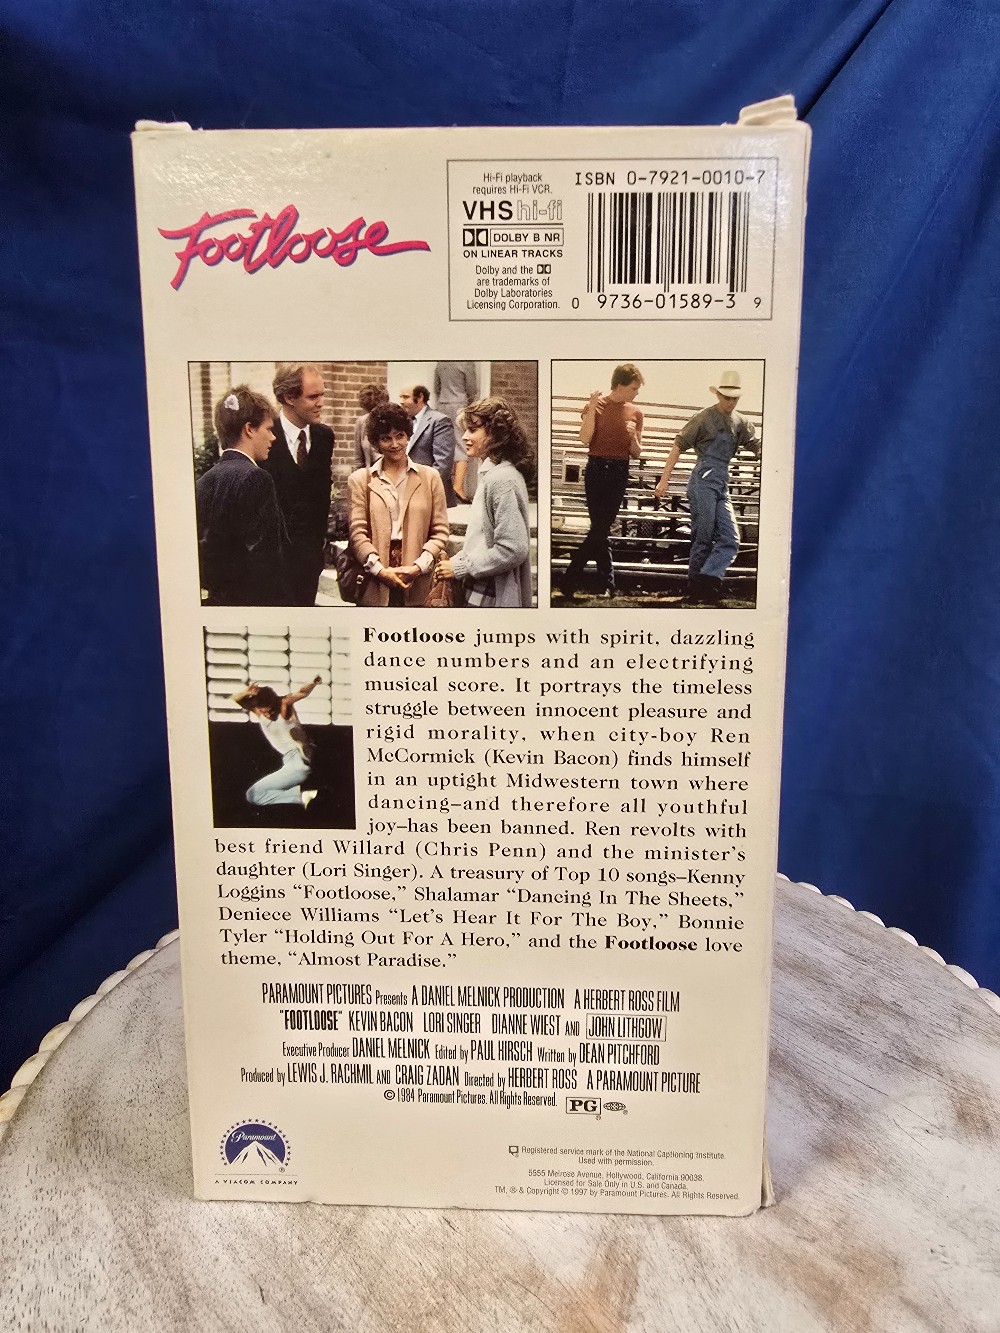 Footloose
Hi-Fi playback
requires Hi-Fi VCR.
VHS hi-fi
DOLBY B NR
ON LINEAR TRACKS
Dolby and the
are trademarks of
Dolby Laboratories
Licensing Corporation.
ISBN 0-7921-0010-7
0 9736-01589-3 9
Footloose jumps with spirit, dazzling
dance numbers and an electrifying
musical score. It portrays the timeless
struggle between innocent pleasure and
rigid morality, when city-boy Ren
McCormick (Kevin Bacon) finds himself
in an uptight Midwestern town where
dancing–and therefore all youthful
joy–has been banned. Ren revolts with
best friend Willard (Chris Penn) and the minister's
daughter (Lori Singer). A treasury of Top 10 songs–Kenny
Loggins “Footloose,” Shalamar “Dancing In The Sheets,”
Deniece Williams “Let's Hear It For The Boy,” Bonnie
Tyler “Holding Out For A Hero,” and the Footloose love
theme, “Almost Paradise.”
PARAMOUNT PICTURES Presents A DANIEL MELNICK PRODUCTION A HERBERT ROSS FILM
"FOOTLOOSE" KEVIN BACON LORI SINGER DIANNE WIEST AND JOHN LITHGOW
Executive Producer DANIEL MELNICK Edited by PAUL HIRSCH Written by DEAN PITCHFORD
Produced by LEWIS J. RACHMIL AND CRAIG ZADAN Directed by HERBERT ROSS A PARAMOUNT PICTURE
© 1984 Paramount Pictures. All Rights Reserved. PG
Paramount
A VIACOM COMPANY
Registered service mark of the National Captioning Institute.
Used with permission.
5555 Melrose Avenue, Hollywood, California 90038.
Licensed for Sale Only in U.S. and Canada.
TM, ® & Copyright © 1997 by Paramount Pictures. All Rights Reserved.